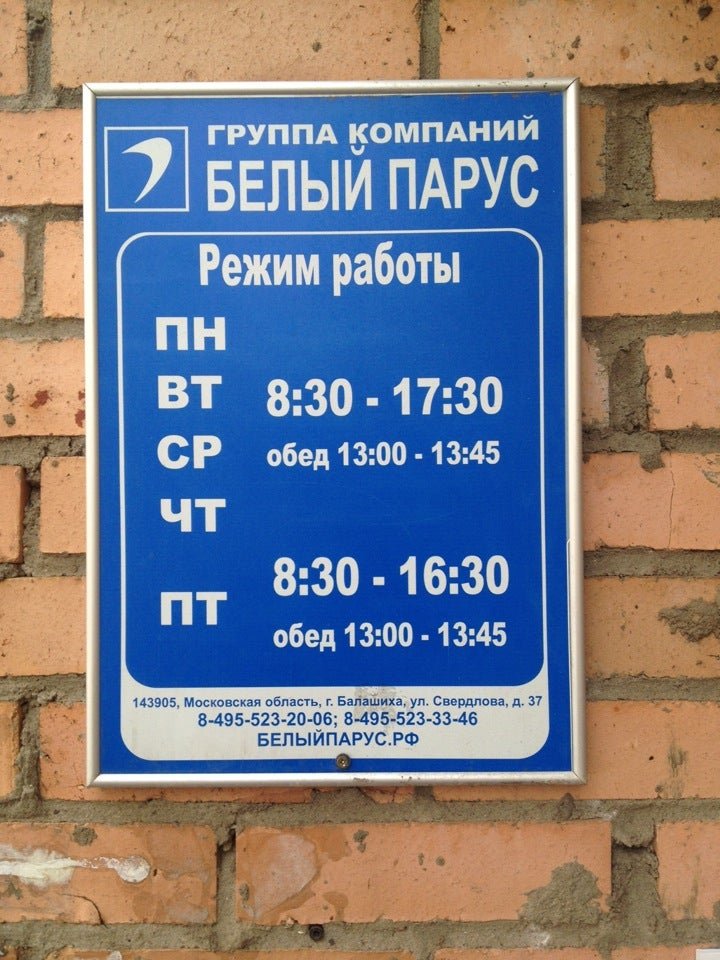 ГРУППА КОМПАНИЙ
БЕЛЫЙ ПАРУС
Режим работы
ПН
ВТ 8:30 - 17:30
СР обед 13:00 - 13:45
ЧТ
8:30 - 16:30
ПТ
обед 13:00 - 13:45
143905, Московская область, г. Балашиха, ул. Свердлова, д. 37
8-495-523-20-06; 8-495-523-33-46
БЕЛЫЙПАРУС.РФ